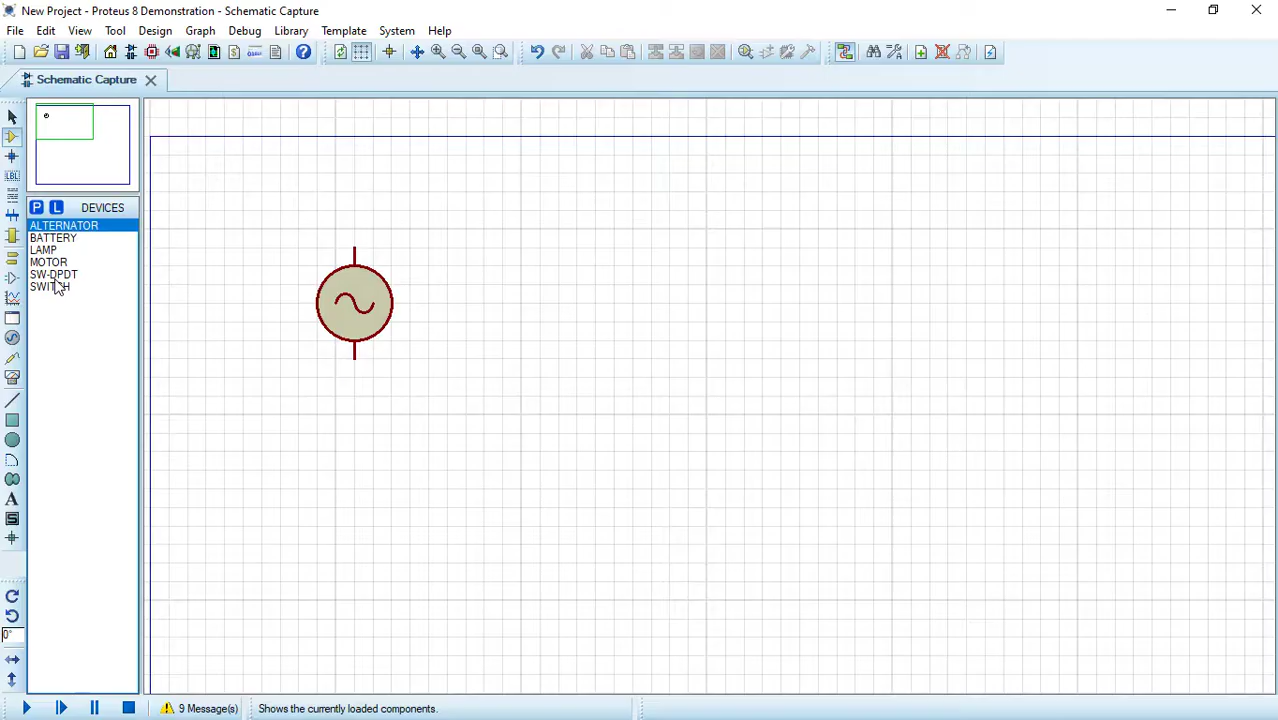 New Project - Proteus 8 Demonstration - Schematic Capture
File Edit View Tool Design Graph Debug Library Template System Help
Schematic Capture
P L DEVICES
ALTERNATOR
BATTERY
LAMP
MOTOR
SW-DPDT
SWITCH
LBL
A
S
0°
9 Message(s) Shows the currently loaded components.